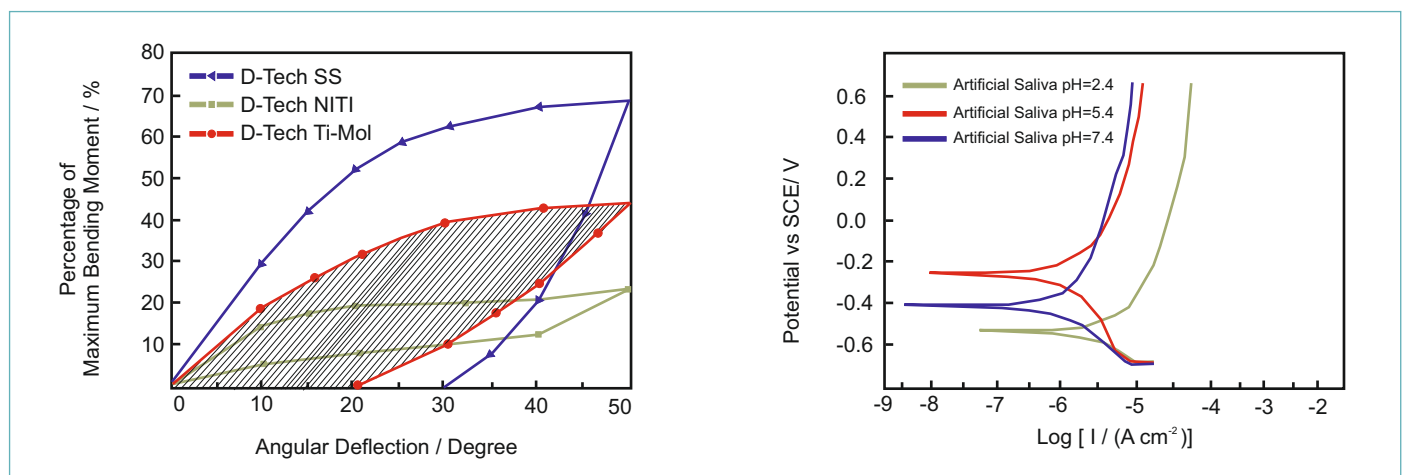 80
70
60
50
40
30
20
10
Percentage of
Maximum Bending Moment / %
D-Tech SS
D-Tech NITI
D-Tech Ti-Mol
0 10 20 30 40 50
Angular Deflection / Degree
0.6
0.4
0.2
0.0
-0.2
-0.4
-0.6
Potential vs SCE/ V
Artificial Saliva pH=2.4
Artificial Saliva pH=5.4
Artificial Saliva pH=7.4
-9 -8 -7 -6 -5 -4 -3 -2
Log [ I / (A cm⁻²)]